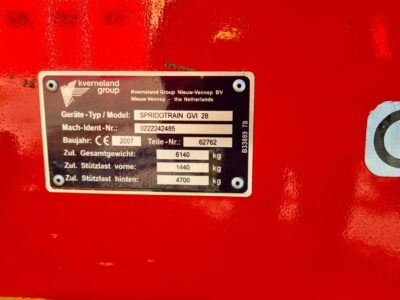 kverneland
group
Kverneland Group Nieuw-Vennep BV
Nieuw-Vennep - the Netherlands
Geräte-Typ / Model: SPRIDOTRAIN GVI 28
Mach-Ident-Nr.: 0222242485
Baujahr: CE 2007 Teile-Nr.: 62762
Zul. Gesamtgewicht: 6140 kg
Zul. Stützlast vorne: 1440 kg
Zul. Stützlast hinten: 4700 kg
B33889 78